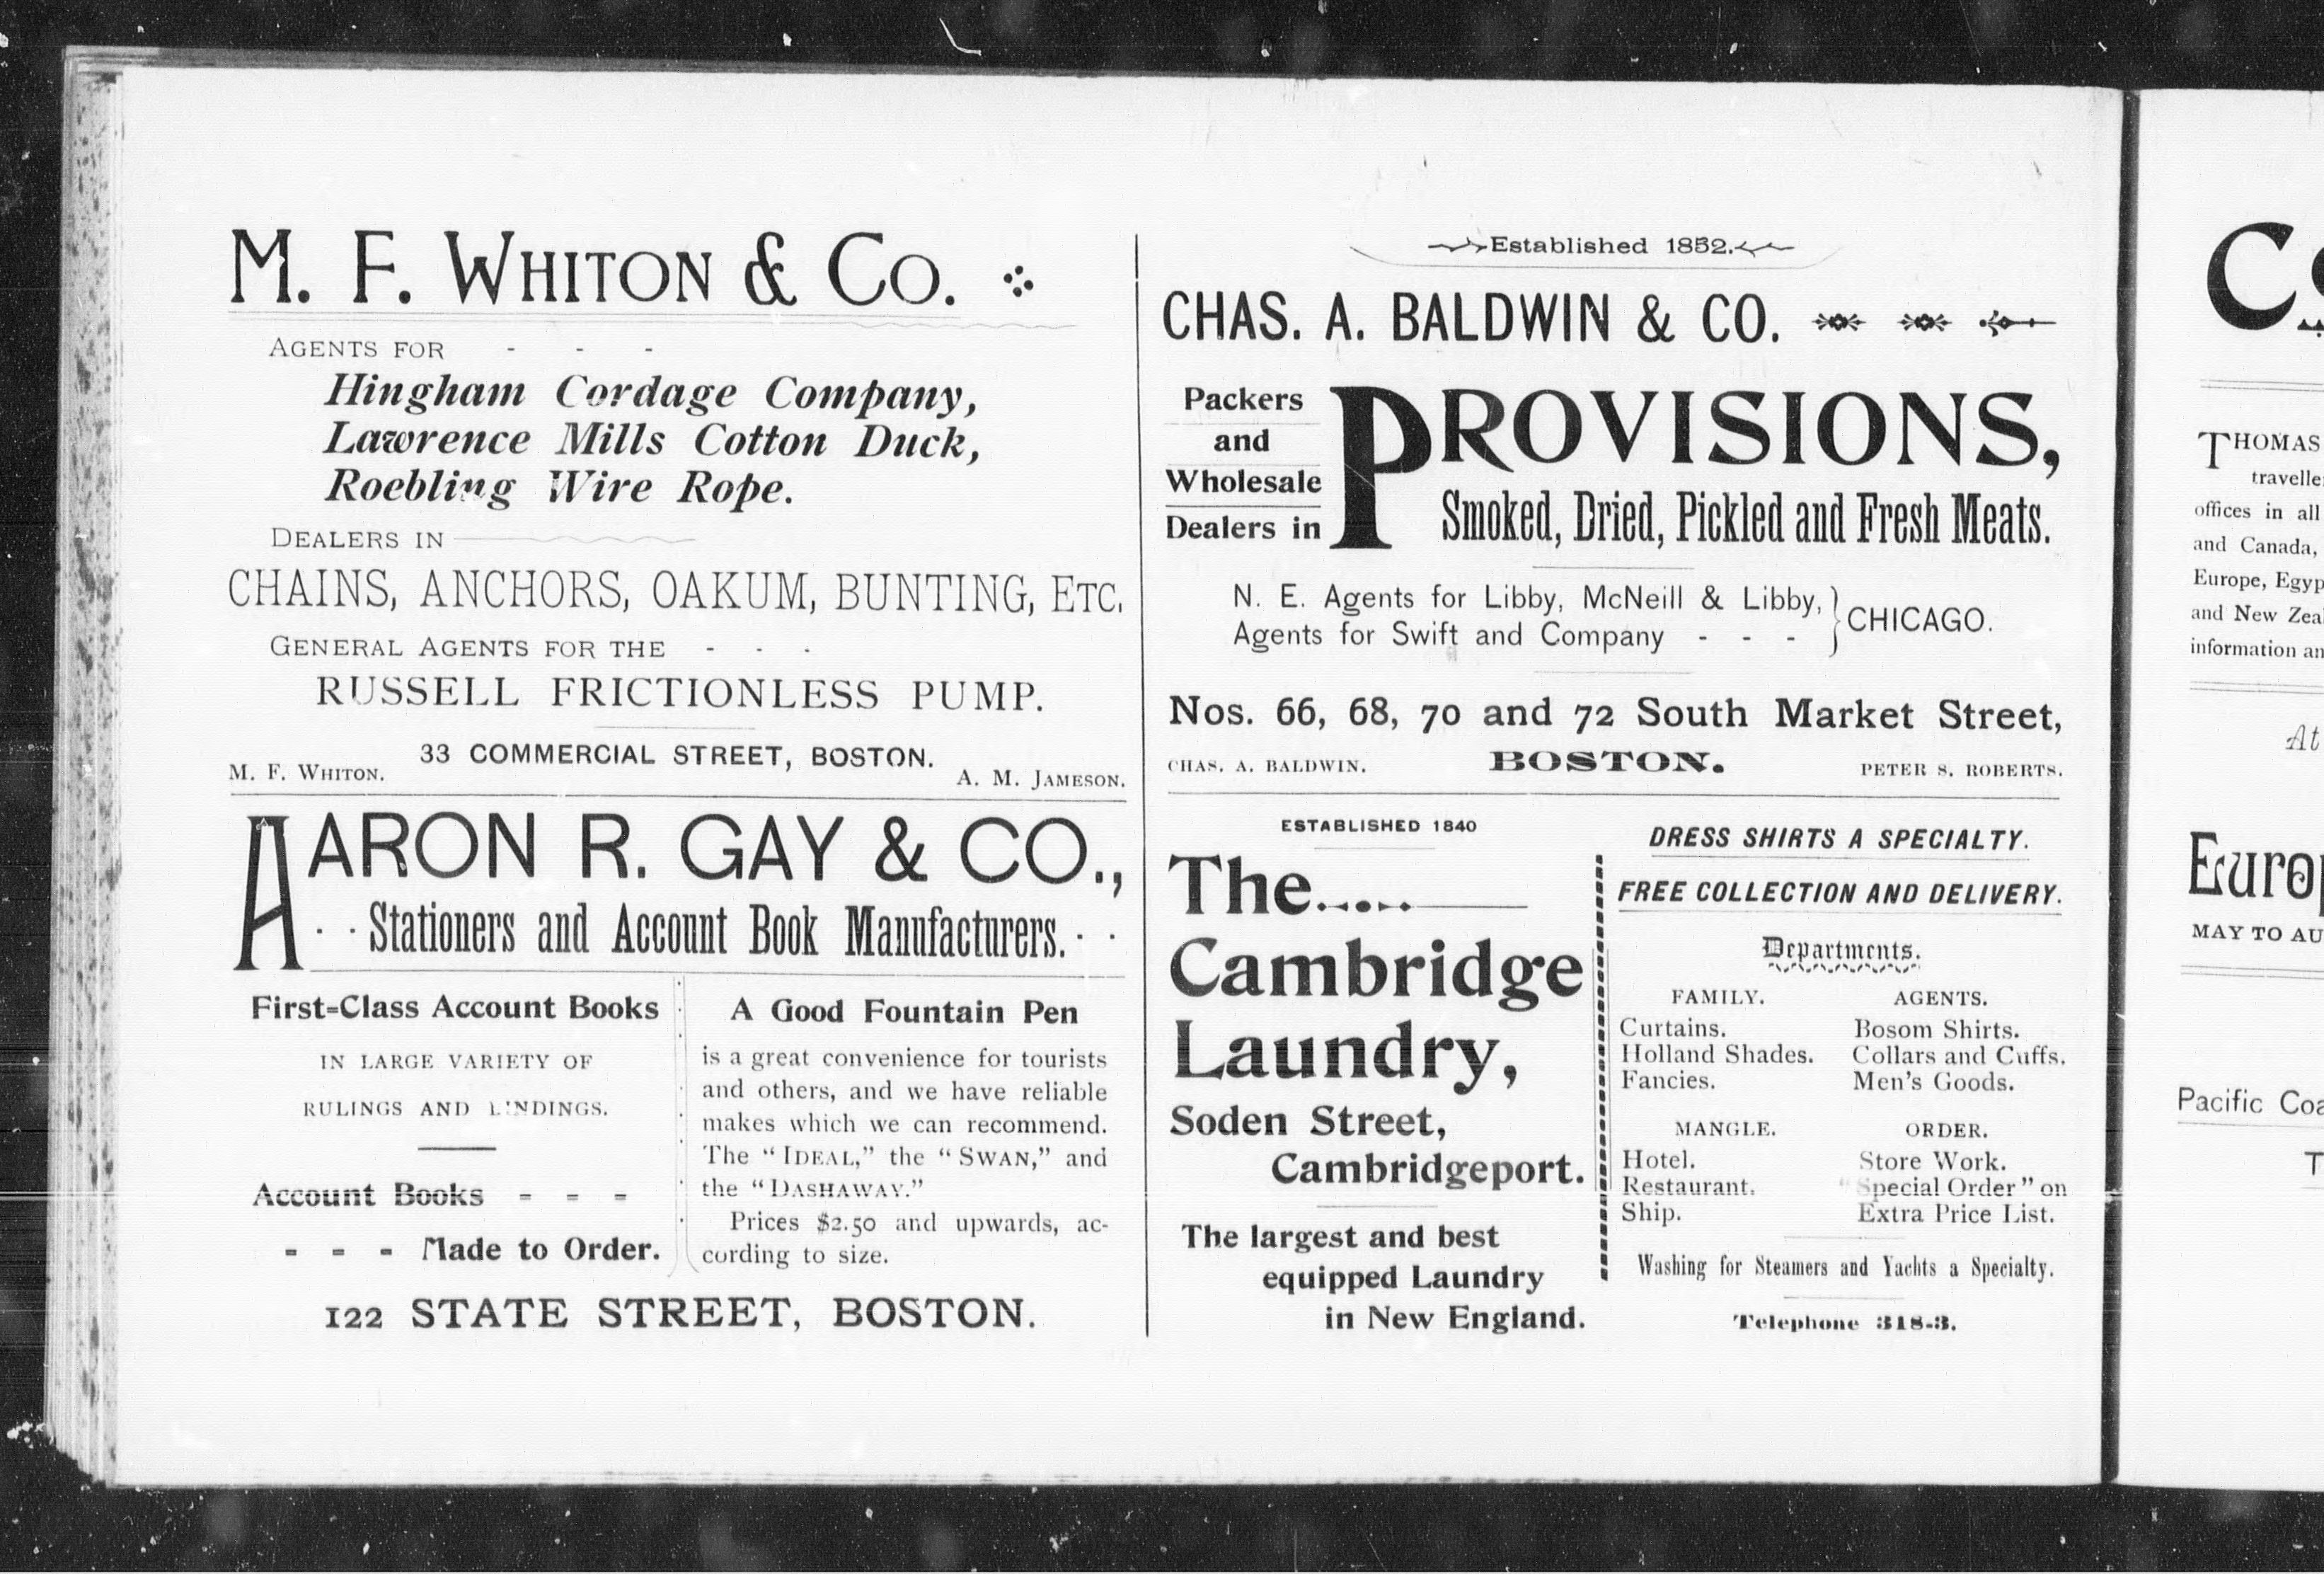 M. F. WHITON & CO.
AGENTS FOR - - -
Hingham Cordage Company,
Lawrence Mills Cotton Duck,
Roebling Wire Rope.
DEALERS IN
CHAINS, ANCHORS, OAKUM, BUNTING, ETC.
GENERAL AGENTS FOR THE - - -
RUSSELL FRICTIONLESS PUMP.
33 COMMERCIAL STREET, BOSTON.
M. F. WHITON. A. M. JAMESON.
AARON R. GAY & CO.,
· · Stationers and Account Book Manufacturers. · ·
First-Class Account Books
IN LARGE VARIETY OF
RULINGS AND BINDINGS.
Account Books - - -
- - - Made to Order.
A Good Fountain Pen
is a great convenience for tourists
and others, and we have reliable
makes which we can recommend.
The "IDEAL," the "SWAN," and
the "DASHAWAY."
Prices $2.50 and upwards, ac-
cording to size.
122 STATE STREET, BOSTON.
Established 1852.
CHAS. A. BALDWIN & CO.
Packers
and
Wholesale
Dealers in
PROVISIONS,
Smoked, Dried, Pickled and Fresh Meats.
N. E. Agents for Libby, McNeill & Libby,
Agents for Swift and Company - - -
CHICAGO.
Nos. 66, 68, 70 and 72 South Market Street,
CHAS. A. BALDWIN. BOSTON. PETER S. ROBERTS.
ESTABLISHED 1840
The.....
Cambridge
Laundry,
Soden Street,
Cambridgeport.
The largest and best
equipped Laundry
in New England.
DRESS SHIRTS A SPECIALTY.
FREE COLLECTION AND DELIVERY.
Departments.
FAMILY. AGENTS.
Curtains. Bosom Shirts.
Holland Shades. Collars and Cuffs.
Fancies. Men's Goods.
MANGLE. ORDER.
Hotel. Store Work.
Restaurant. "Special Order" on
Ship. Extra Price List.
Washing for Steamers and Yachts a Specialty.
Telephone 318-3.
THOMAS
offices in all
and Canada,
and New
information
At
MAY TO
Pacific